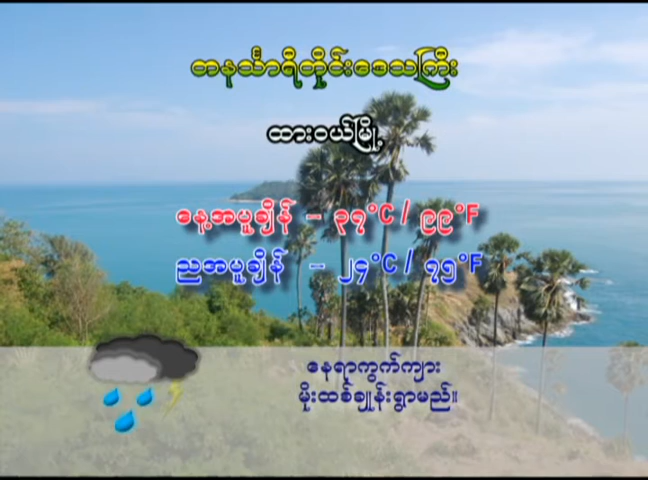 တနင်္သာရီတိုင်းဒေသကြီး
ထားဝယ်မြို့
နေ့အပူချိန် - ၃၇°C / ၉၉°F
ညအပူချိန် - ၂၄°C / ၇၅°F
နေရာကွက်ကျား
မိုးထစ်ချုန်းရွာမည်။